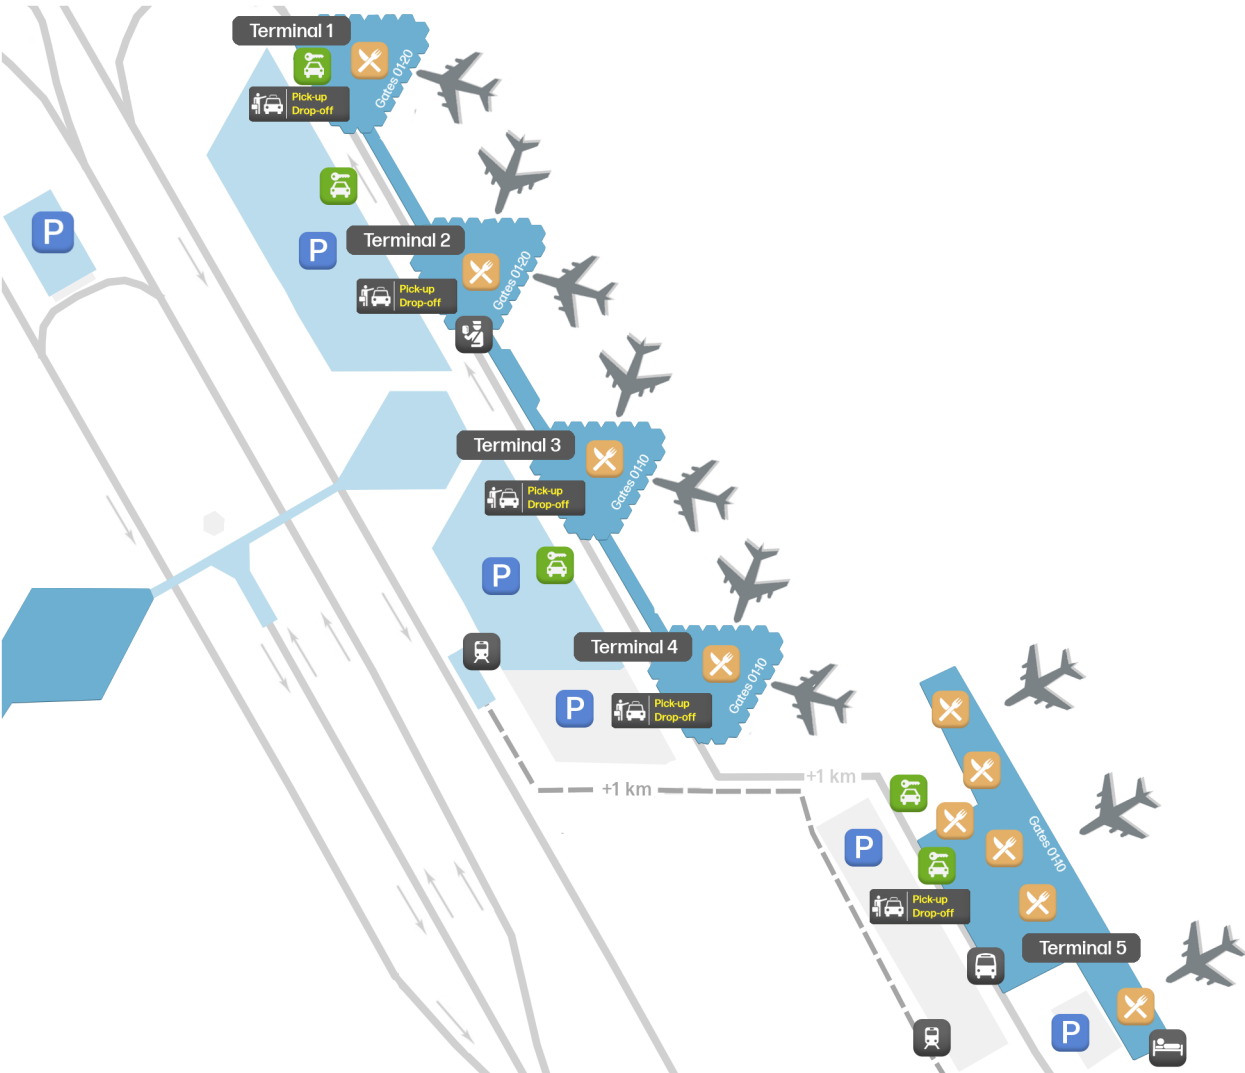 Terminal 1
Gates 01-20
Pick-up
Drop-off
P
P
Terminal 2
Gates 01-20
Pick-up
Drop-off
Terminal 3
Gates 01-10
Pick-up
Drop-off
P
Terminal 4
Gates 01-10
P
Pick-up
Drop-off
+1 km
+1 km
Gates 01-10
P
Pick-up
Drop-off
Terminal 5
P